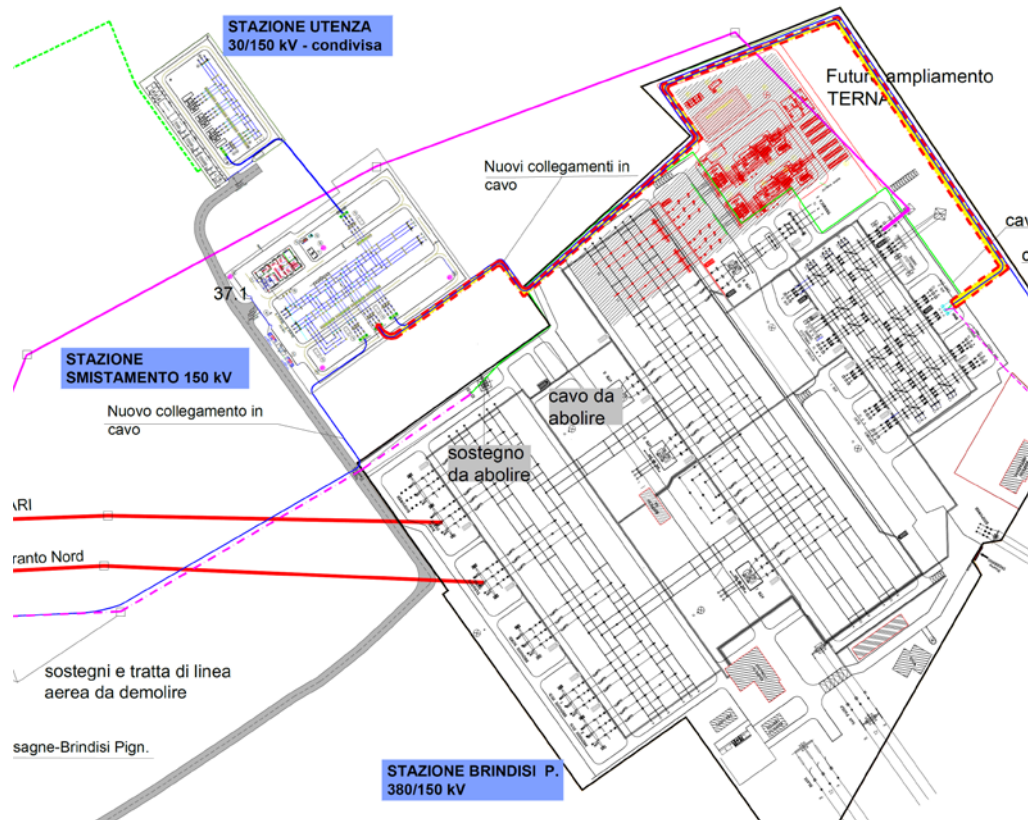 STAZIONE UTENZA
30/150 kV - condivisa
Futuro ampliamento
TERNA
Nuovi collegamenti in
cavo
cav
37.1
STAZIONE
SMISTAMENTO 150 kV
Nuovo collegamento in
cavo
cavo da
abolire
sostegno
da abolire
ARI
ranto Nord
sostegni e tratta di linea
aerea da demolire
sagne-Brindisi Pign.
STAZIONE BRINDISI P.
380/150 kV